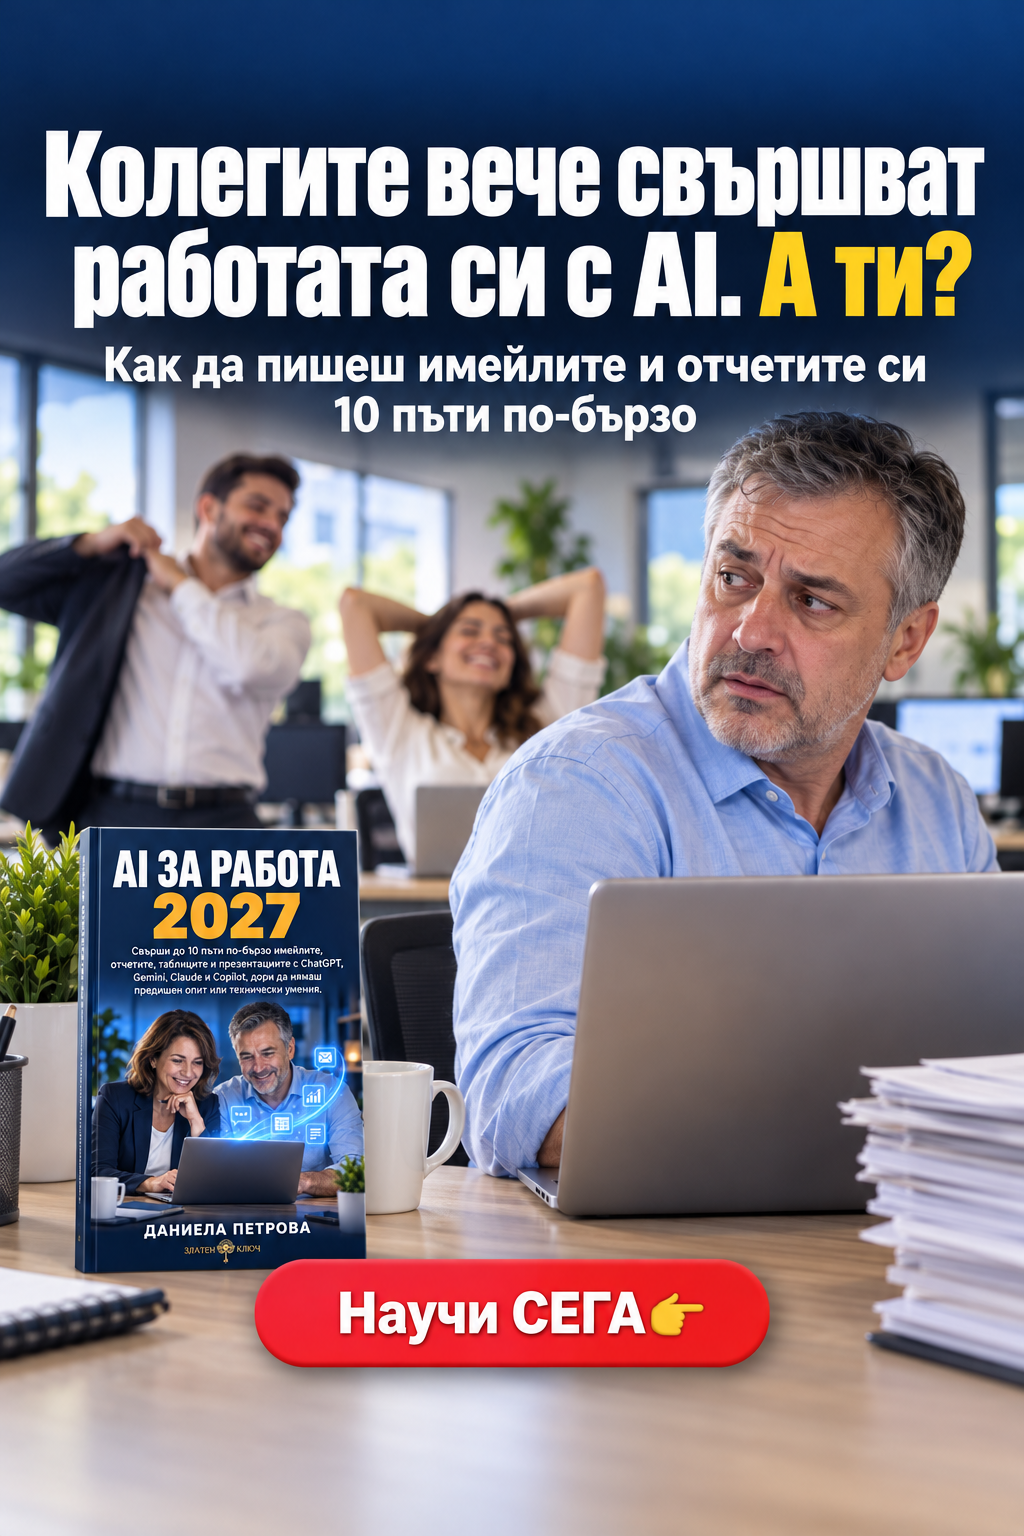 Колегите вече свършват
работата си с AI. А ти?
Как да пишеш имейлите и отчетите си
10 пъти по-бързо
AI ЗА РАБОТА
2027
Свърши до 10 пъти по-бързо имейлите,
отчетите, таблиците и презентациите с ChatGPT,
Gemini, Claude и Copilot, дори да нямаш
предишен опит или технически умения.
ДАНИЕЛА ПЕТРОВА
ЗЛАТЕН КЛЮЧ
Научи СЕГА